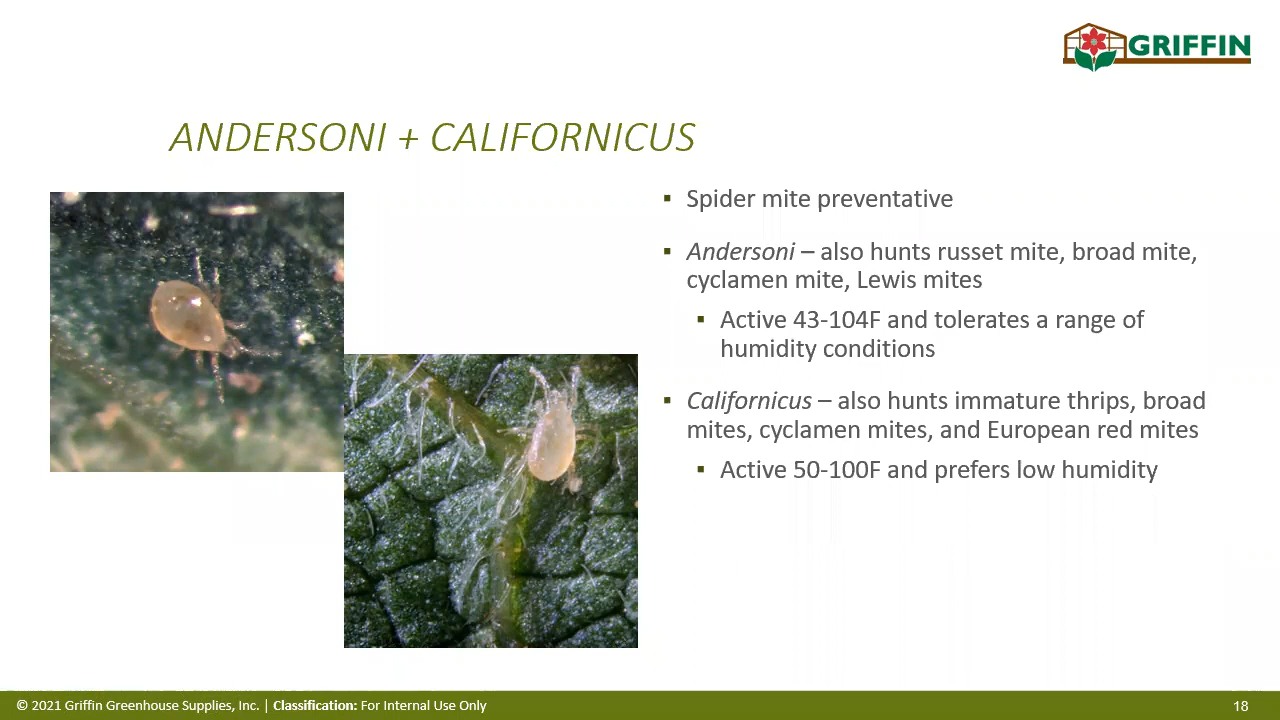 GRIFFIN
ANDERSONI + CALIFORNICUS
▪ Spider mite preventative
▪ Andersoni – also hunts russet mite, broad mite,
cyclamen mite, Lewis mites
▪ Active 43-104F and tolerates a range of
humidity conditions
▪ Californicus – also hunts immature thrips, broad
mites, cyclamen mites, and European red mites
▪ Active 50-100F and prefers low humidity
© 2021 Griffin Greenhouse Supplies, Inc. | Classification: For Internal Use Only
18